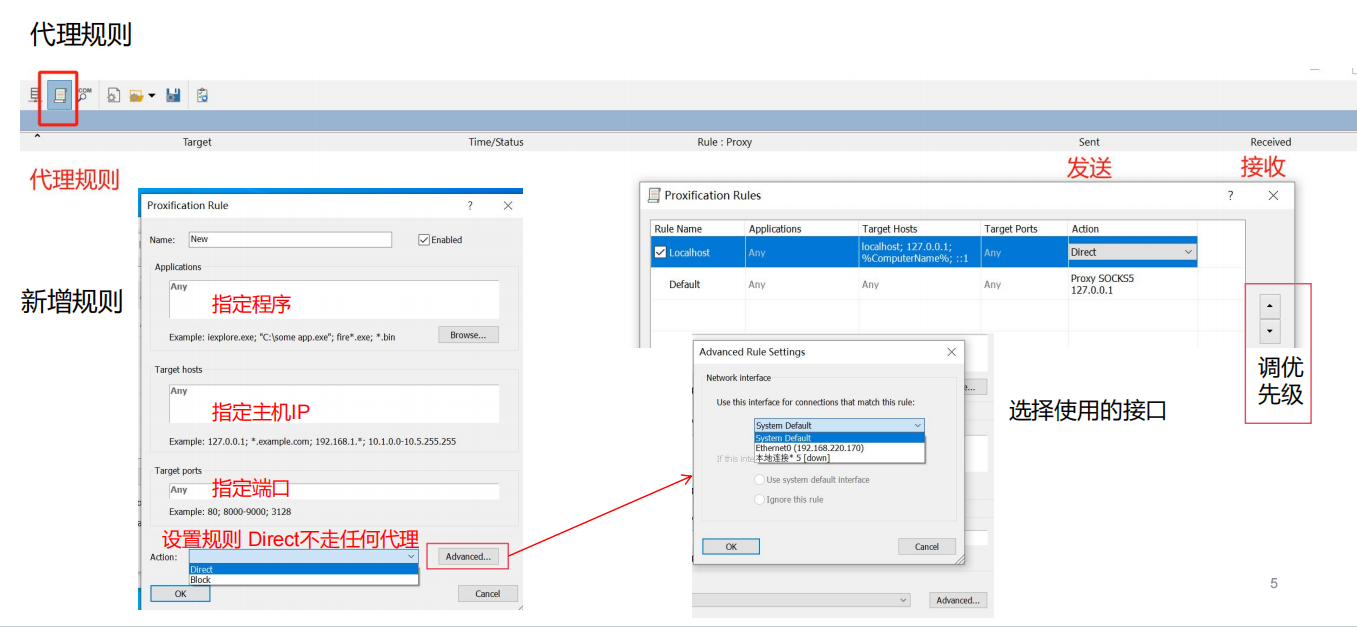 代理规则
COM
Target Time/Status Rule : Proxy Sent Received
代理规则
发送 接收
Proxification Rule ? ×
Name: New Enabled
Applications
Any
指定程序
Example: iexplore.exe; "C:\some app.exe"; fire*.exe; *.bin Browse...
新增规则
Target hosts
Any
指定主机IP
Example: 127.0.0.1; *.example.com; 192.168.1.*; 10.1.0.0-10.5.255.255
Target ports
Any
指定端口
Example: 80; 8000-9000; 3128
设置规则 Direct不走任何代理
Action: Advanced...
Direct
Block
OK Cancel
Proxification Rules ? ×
Rule Name Applications Target Hosts Target Ports Action
Localhost Any localhost; 127.0.0.1; Any Direct
%ComputerName%; ::1
Default Any Any Any Proxy SOCKS5
127.0.0.1
调优
先级
Advanced Rule Settings ×
Network interface
Use this interface for connections that match this rule:
System Default
System Default
Ethernet0 (192.168.220.170)
本地连接* 5 [down]
If this inte
Use system default interface
Ignore this rule
OK Cancel
e...
Advanced...
选择使用的接口
5